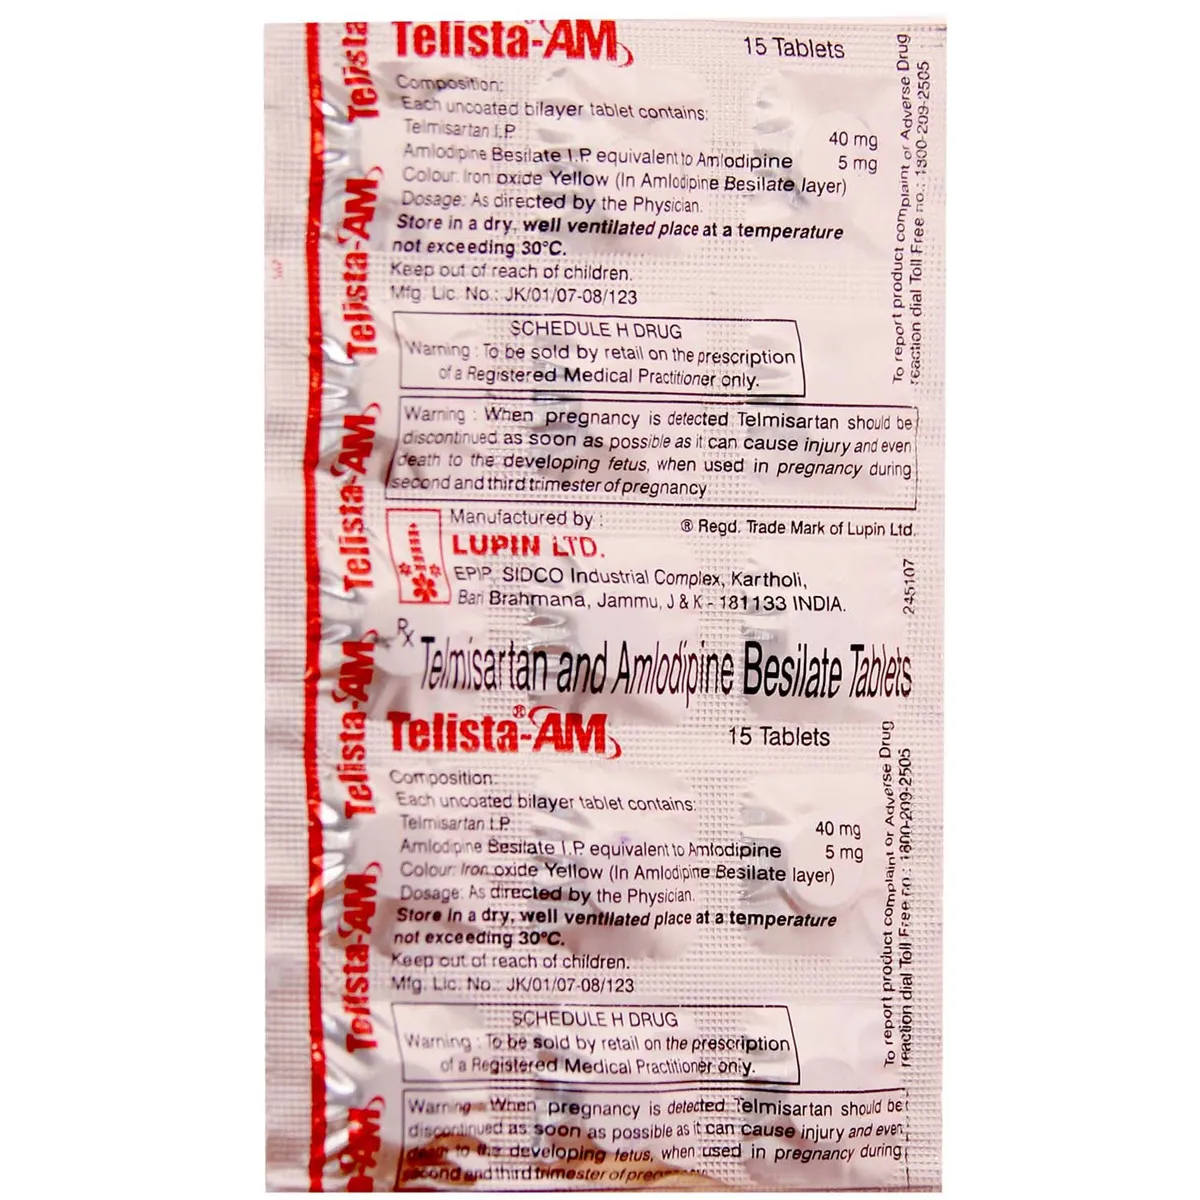 Telista-AM
15 Tablets
Composition:
Each uncoated bilayer tablet contains:
Telmisartan I.P. 40 mg
Amlodipine Besilate I.P. equivalent to Amlodipine 5 mg
Colour: Iron oxide Yellow (In Amlodipine Besilate layer)
Dosage: As directed by the Physician.
Store in a dry, well ventilated place at a temperature
not exceeding 30°C.
Keep out of reach of children.
Mfg. Lic. No.: JK/01/07-08/123
SCHEDULE H DRUG
Warning : To be sold by retail on the prescription
of a Registered Medical Practitioner only.
Warning : When pregnancy is detected Telmisartan should be
discontinued as soon as possible as it can cause injury and even
death to the developing fetus, when used in pregnancy during
second and third trimester of pregnancy
To report product complaint or Adverse Drug
reaction dial Toll Free no.: 1800-209-2505
Manufactured by :
® Regd. Trade Mark of Lupin Ltd.
LUPIN LTD.
EPIP, SIDCO Industrial Complex, Kartholi,
Bari Brahmana, Jammu, J & K - 181133 INDIA.
245107
Rx
Telmisartan and Amlodipine Besilate Tablets
Telista®-AM
15 Tablets
Composition:
Each uncoated bilayer tablet contains:
Telmisartan I.P. 40 mg
Amlodipine Besilate I.P. equivalent to Amlodipine 5 mg
Colour: Iron oxide Yellow (In Amlodipine Besilate layer)
Dosage: As directed by the Physician.
Store in a dry, well ventilated place at a temperature
not exceeding 30°C.
Keep out of reach of children.
Mfg. Lic. No.: JK/01/07-08/123
SCHEDULE H DRUG
Warning : To be sold by retail on the prescription
of a Registered Medical Practitioner only.
Warning : When pregnancy is detected Telmisartan should be
discontinued as soon as possible as it can cause injury and even
death to the developing fetus, when used in pregnancy during
second and third trimester of
To report product complaint or Adverse Drug
reaction dial Toll Free no.: 1800-209-2505
Telista
Telista-AM
Telista-AM
Telista-AM
Telista-AM
-AM